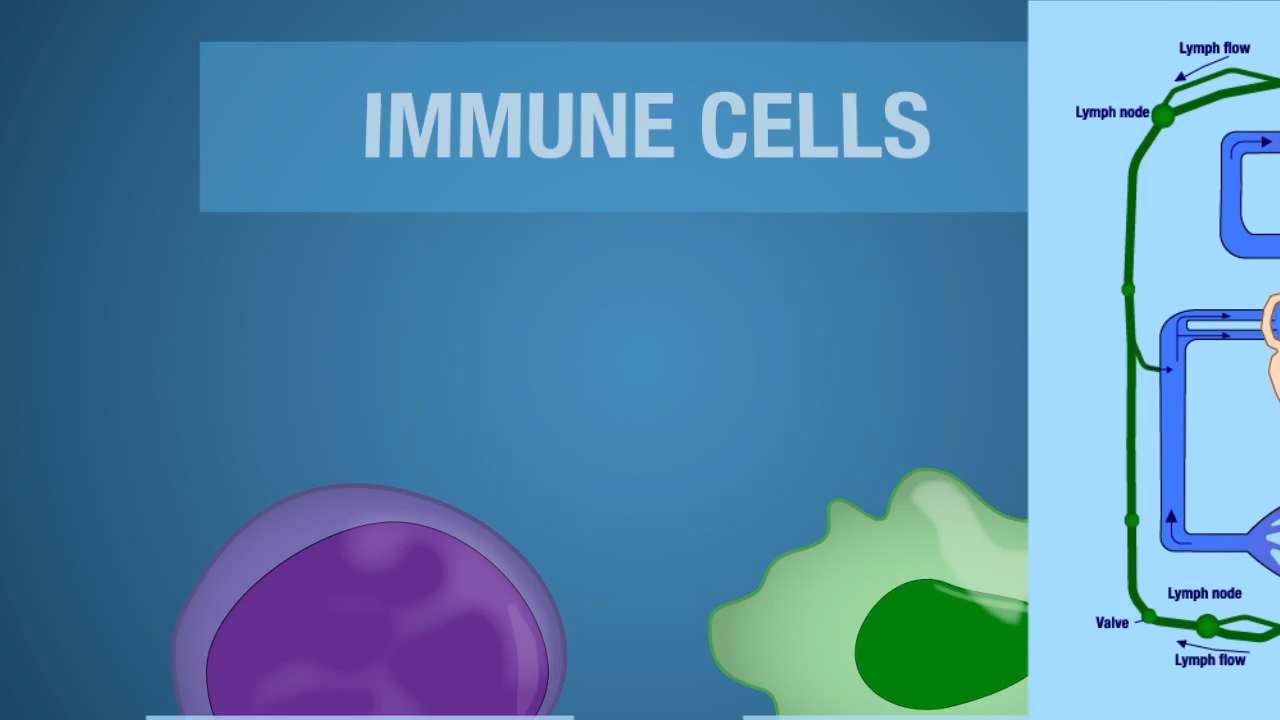 IMMUNE CELLS
Lymph flow
Lymph node
Lymph node
Valve
Lymph flow